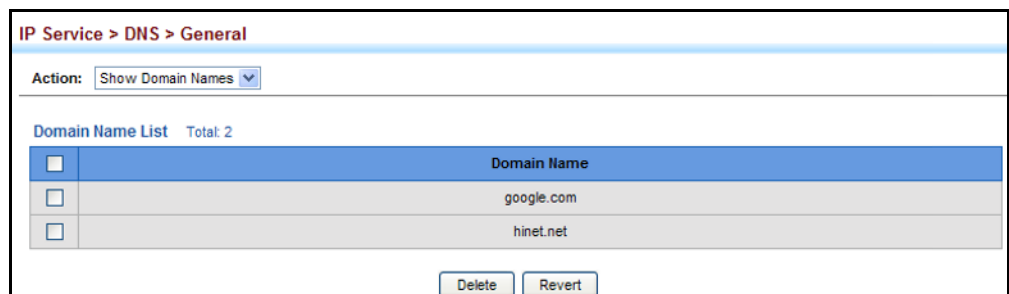 IP Service > DNS > General
Action: Show Domain Names
Domain Name List Total: 2
Domain Name
google.com
hinet.net
Delete Revert